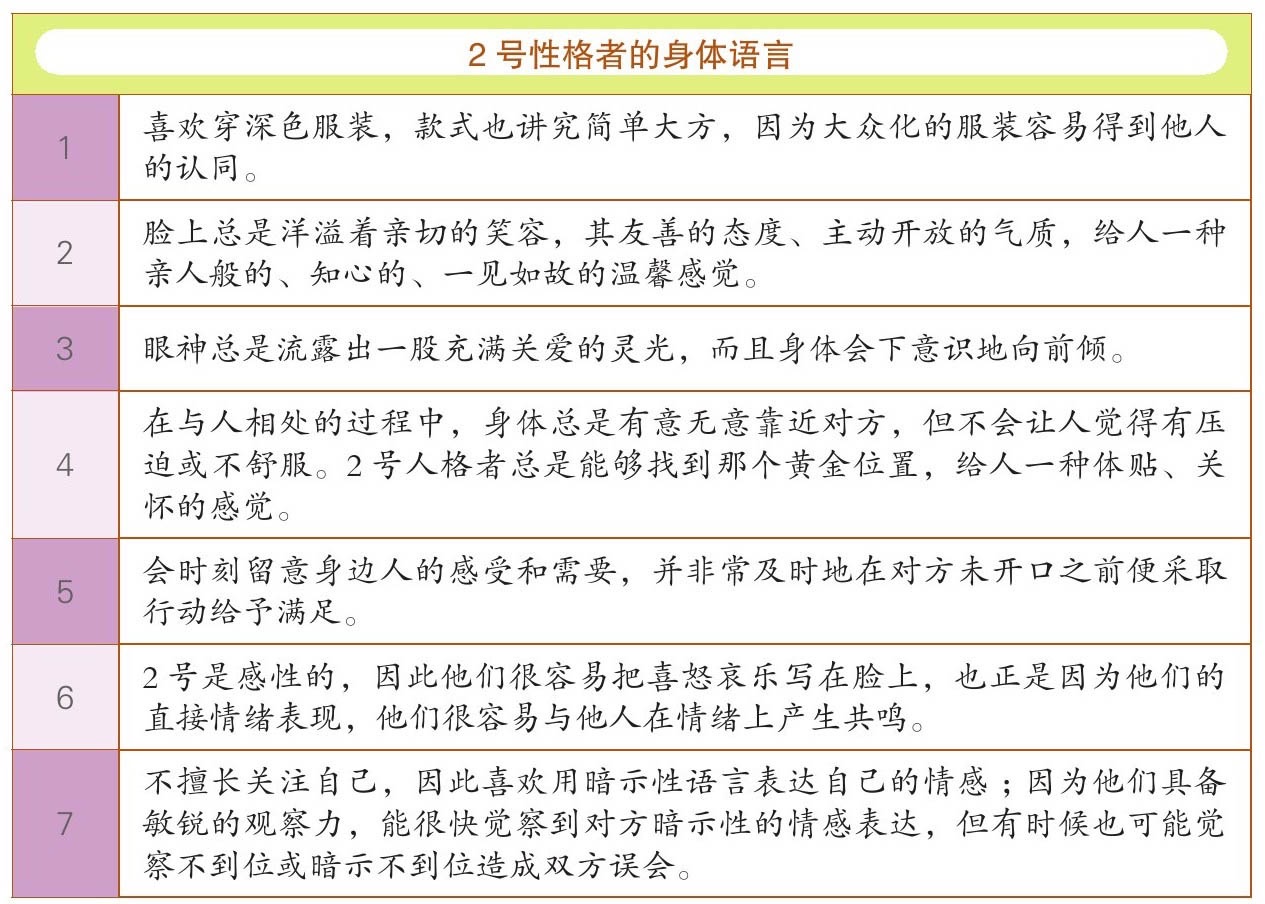 2 号性格者的身体语言
1
喜欢穿深色服装，款式也讲究简单大方，因为大众化的服装容易得到他人
的认同。
2
脸上总是洋溢着亲切的笑容，其友善的态度、主动开放的气质，给人一种
亲人般的、知心的、一见如故的温馨感觉。
3
眼神总是流露出一股充满关爱的灵光，而且身体会下意识地向前倾。
4
在与人相处的过程中，身体总是有意无意靠近对方，但不会让人觉得有压
迫或不舒服。2 号人格者总是能够找到那个黄金位置，给人一种体贴、关
怀的感觉。
5
会时刻留意身边人的感受和需要，并非常及时地在对方未开口之前便采取
行动给予满足。
6
2 号是感性的，因此他们很容易把喜怒哀乐写在脸上，也正是因为他们的
直接情绪表现，他们很容易与他人在情绪上产生共鸣。
7
不擅长关注自己，因此喜欢用暗示性语言表达自己的情感；因为他们具备
敏锐的观察力，能很快觉察到对方暗示性的情感表达，但有时候也可能觉
察不到位或暗示不到位造成双方误会。